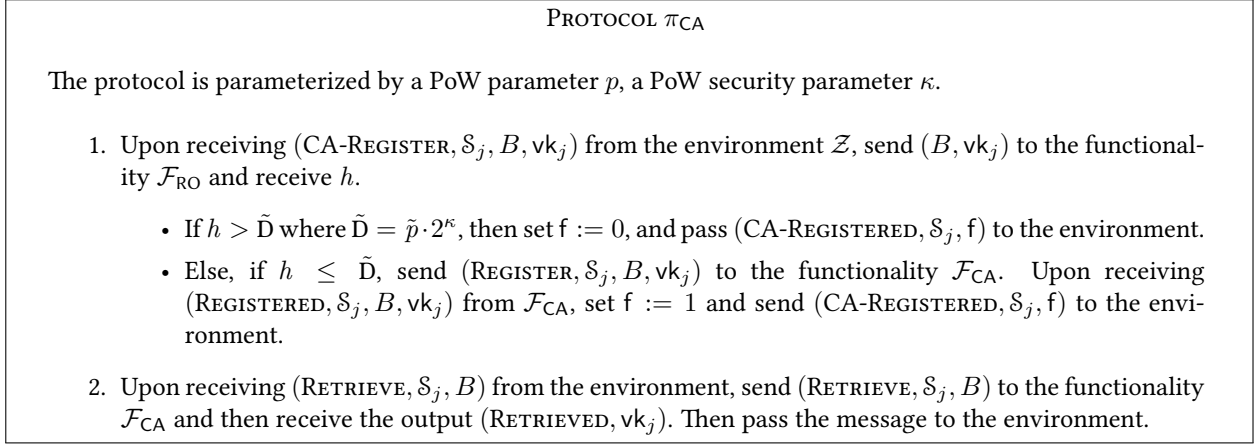 PROTOCOL π_CA
The protocol is parameterized by a PoW parameter p, a PoW security parameter κ.
1. Upon receiving (CA-REGISTER, S_j, B, vk_j) from the environment Z, send (B, vk_j) to the functional-
ity F_RO and receive h.
• If h > D̃ where D̃ = p̃·2^κ, then set f := 0, and pass (CA-REGISTERED, S_j, f) to the environment.
• Else, if h ≤ D̃, send (REGISTER, S_j, B, vk_j) to the functionality F_CA. Upon receiving
(REGISTERED, S_j, B, vk_j) from F_CA, set f := 1 and send (CA-REGISTERED, S_j, f) to the envi-
ronment.
2. Upon receiving (RETRIEVE, S_j, B) from the environment, send (RETRIEVE, S_j, B) to the functionality
F_CA and then receive the output (RETRIEVED, vk_j). Then pass the message to the environment.